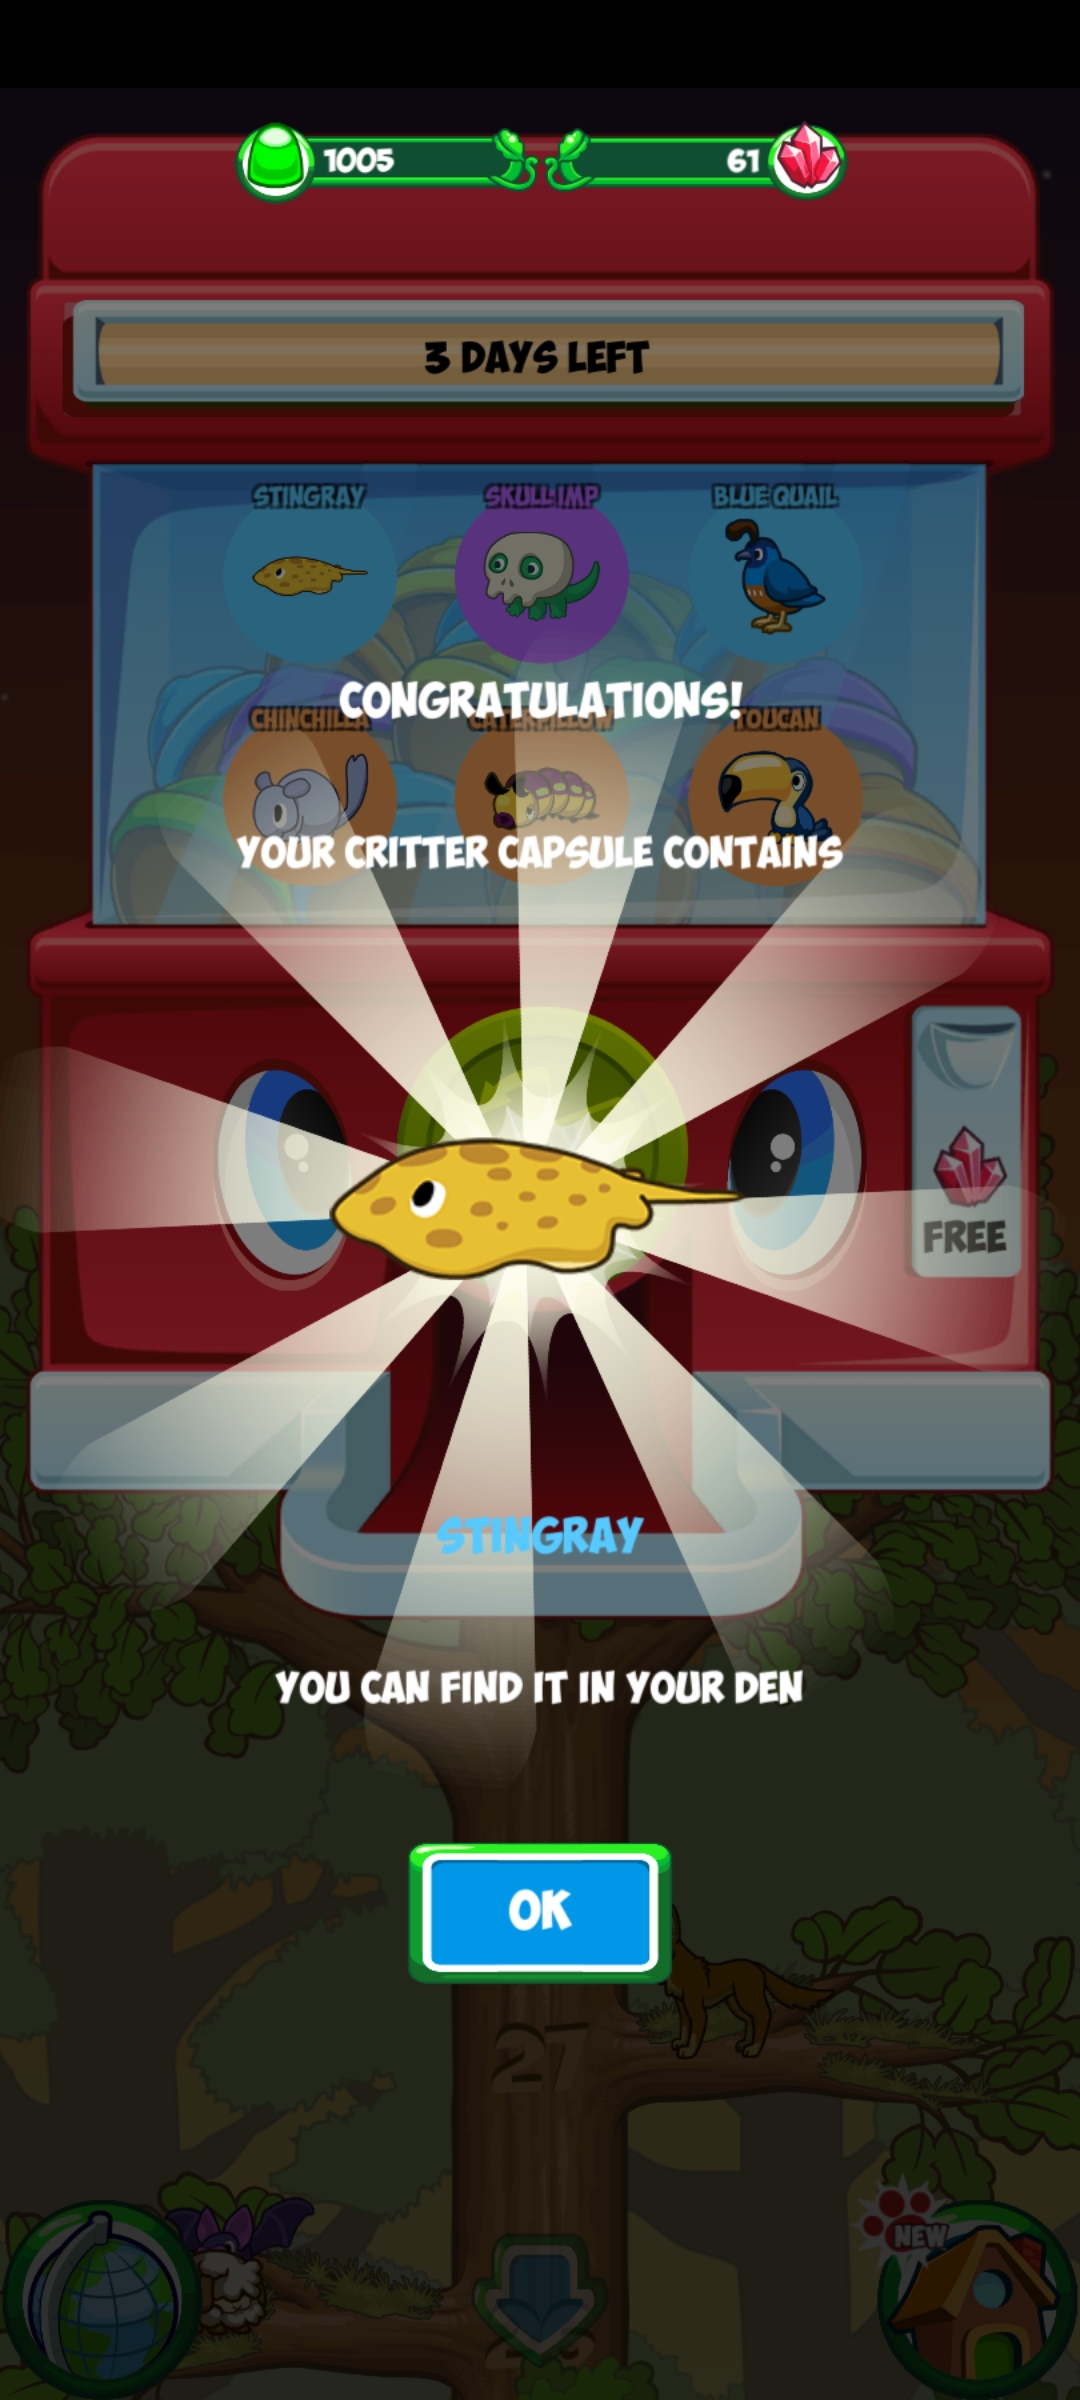 1005
61
3 DAYS LEFT
STINGRAY
SKULL IMP
BLUE QUAIL
CONGRATULATIONS!
CHINCHILLA
TOUCAN
YOUR CRITTER CAPSULE CONTAINS
FREE
STINGRAY
YOU CAN FIND IT IN YOUR DEN
OK
27
NEW